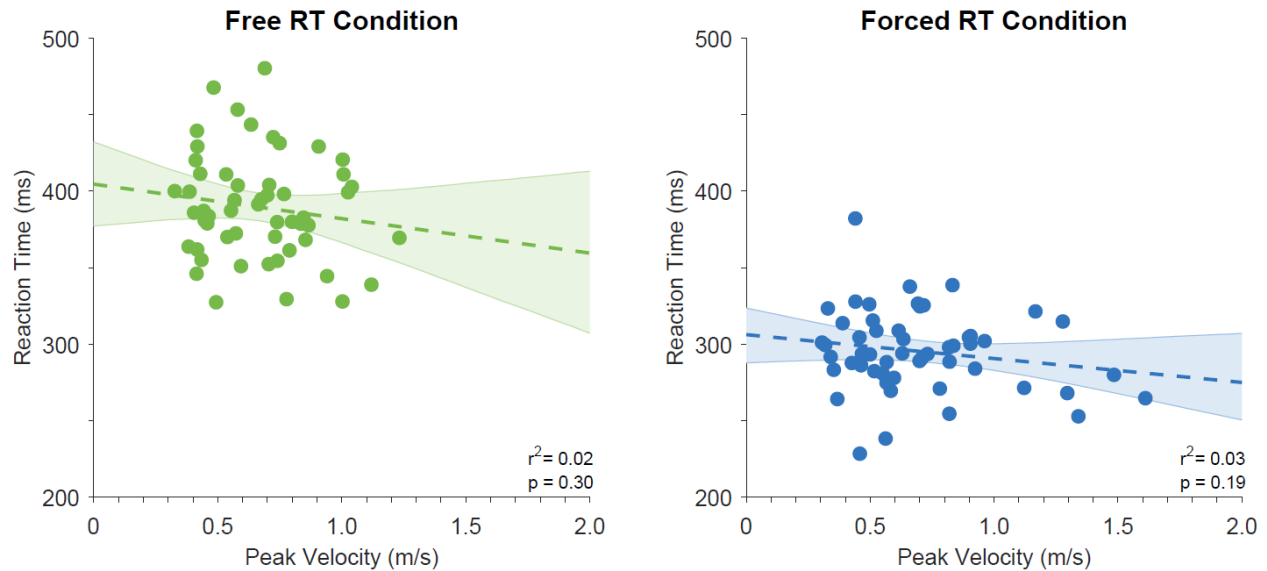 Free RT Condition
500
400
300
200
Reaction Time (ms)
0
0.5
1.0
1.5
2.0
Peak Velocity (m/s)
r²= 0.02
p = 0.30
Forced RT Condition
500
400
300
200
Reaction Time (ms)
0
0.5
1.0
1.5
2.0
Peak Velocity (m/s)
r²= 0.03
p = 0.19